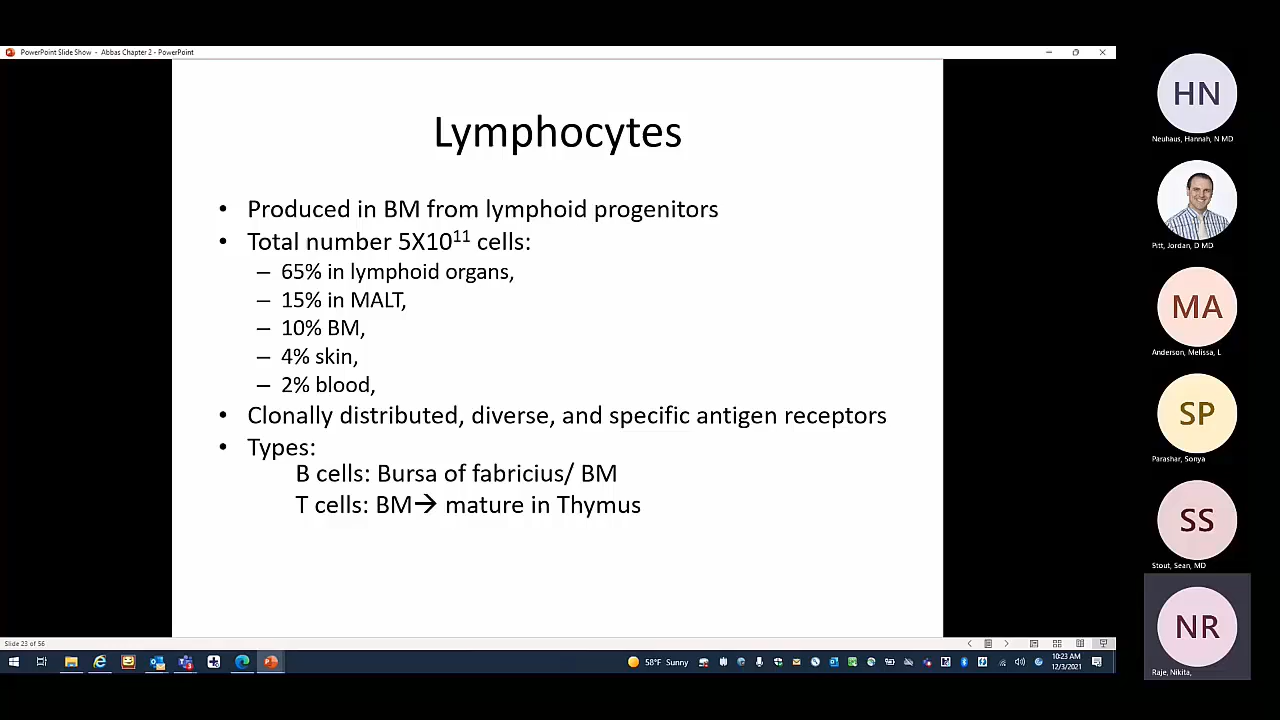 PowerPoint Slide Show - Abbas Chapter 2 - PowerPoint
Lymphocytes
• Produced in BM from lymphoid progenitors
• Total number 5X10¹¹ cells:
– 65% in lymphoid organs,
– 15% in MALT,
– 10% BM,
– 4% skin,
– 2% blood,
• Clonally distributed, diverse, and specific antigen receptors
• Types:
B cells: Bursa of fabricius/ BM
T cells: BM→ mature in Thymus
Slide 23 of 56
58°F Sunny
10:23 AM
12/3/2021
HN
Neuhaus, Hannah, N MD
Pitt, Jordan, D MD
MA
Anderson, Melissa, L
SP
Parashar, Sonya
SS
Stout, Sean, MD
NR
Raje, Nikita,